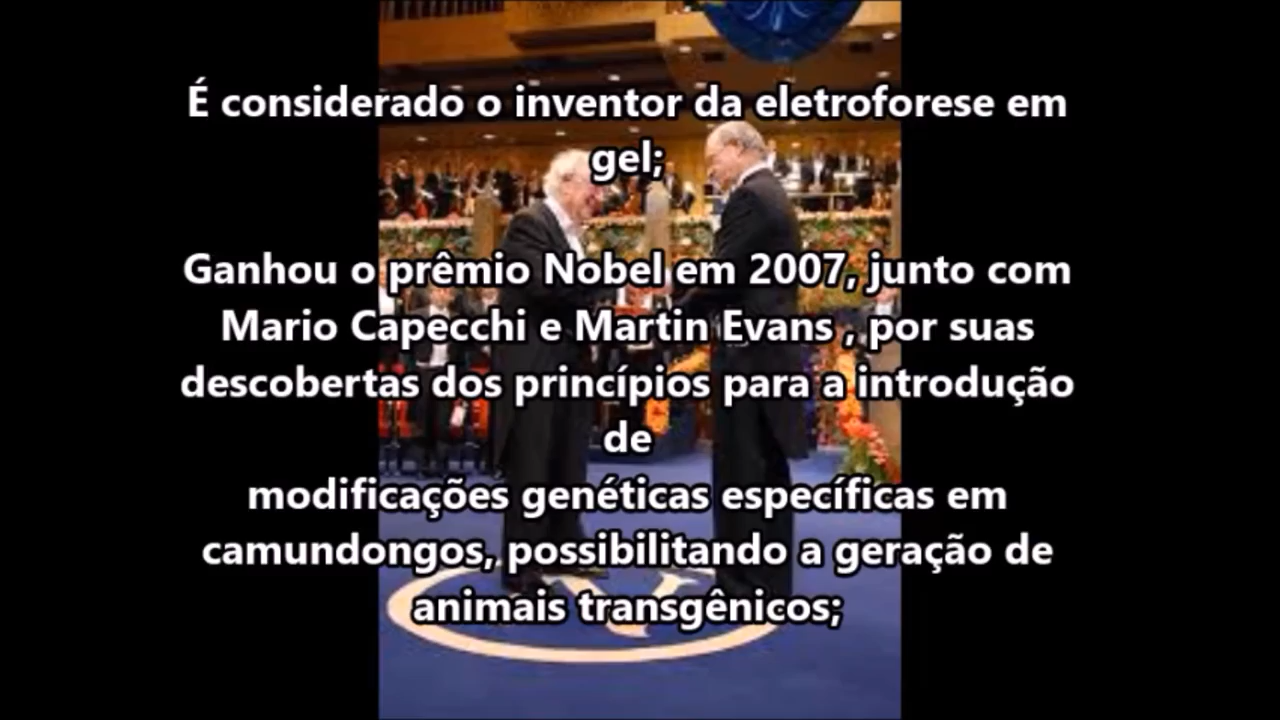 É considerado o inventor da eletroforese em
gel;
Ganhou o prêmio Nobel em 2007, junto com
Mario Capecchi e Martin Evans , por suas
descobertas dos princípios para a introdução
de
modificações genéticas específicas em
camundongos, possibilitando a geração de
animais transgênicos;